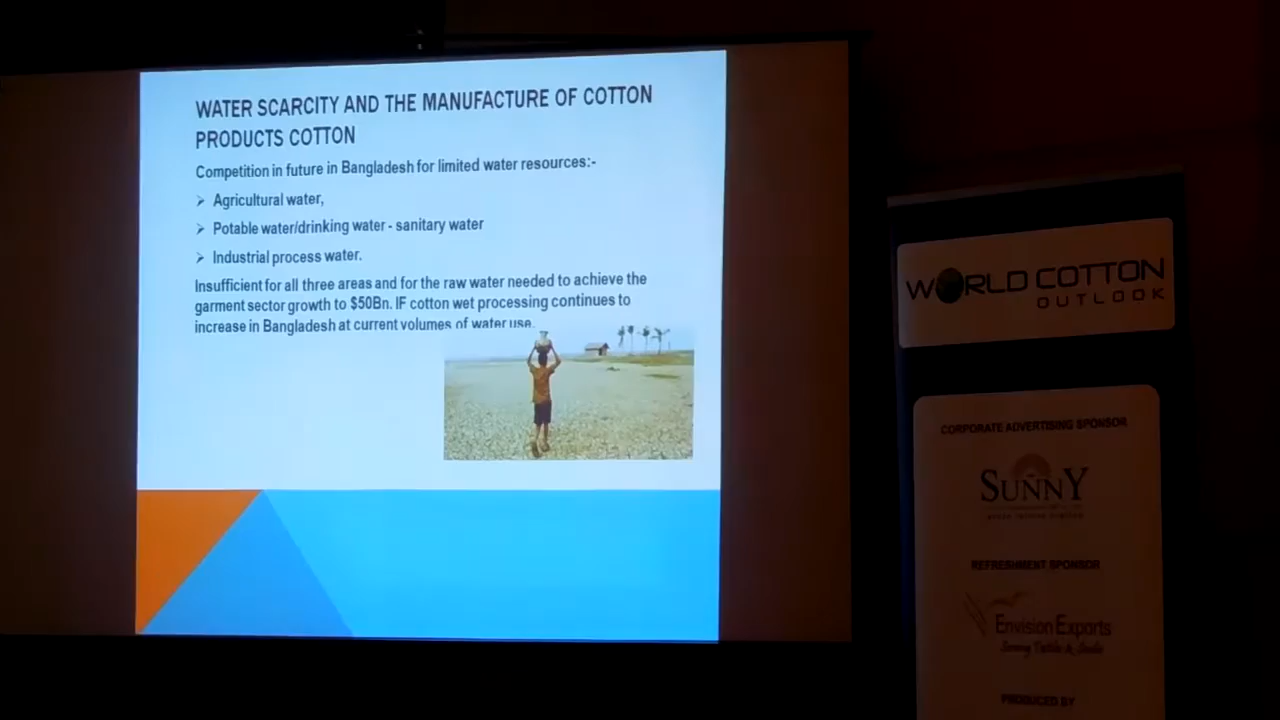 WATER SCARCITY AND THE MANUFACTURE OF COTTON
PRODUCTS COTTON
Competition in future in Bangladesh for limited water resources:-
Agricultural water,
Potable water/drinking water - sanitary water
Industrial process water.
Insufficient for all three areas and for the raw water needed to achieve the
garment sector growth to $50Bn. IF cotton wet processing continues to
increase in Bangladesh at current volumes of water use.
WORLD COTTON
OUTLOOK
CORPORATE ADVERTISING SPONSOR
SUNNY
REFRESHMENT SPONSOR
Envision Exports
PRODUCED BY